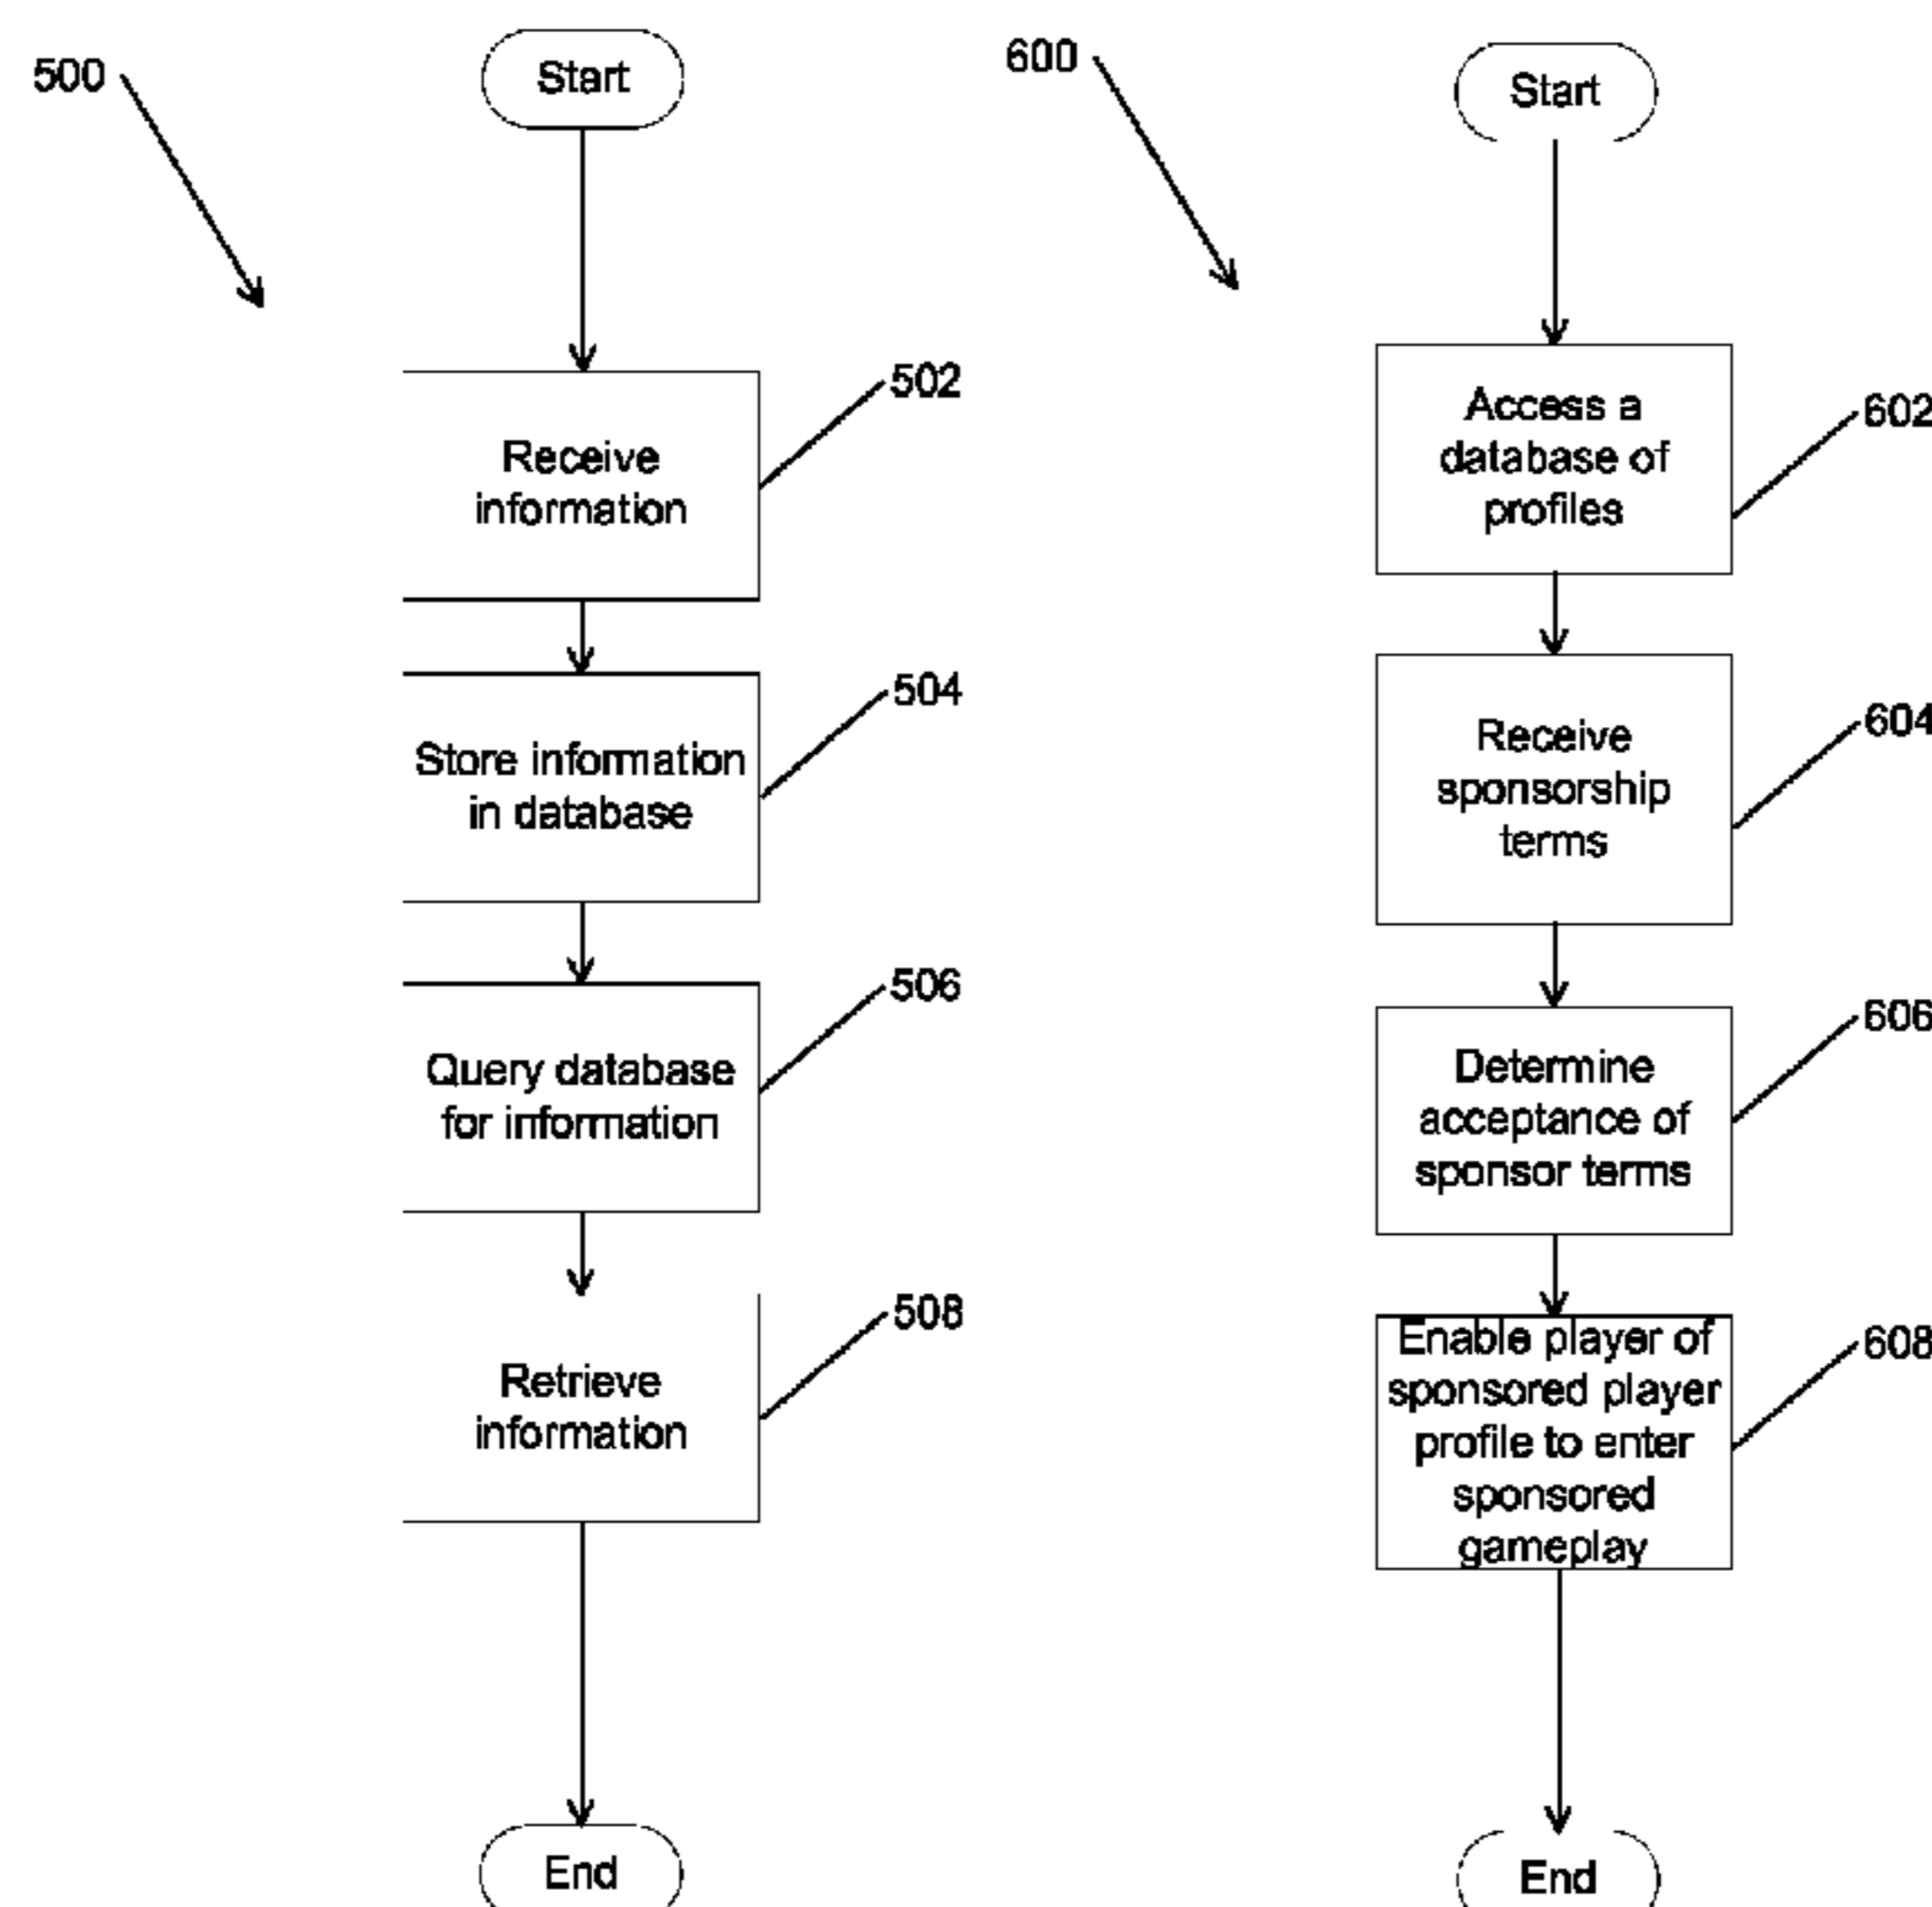 500
Start
502
Receive
information
504
Store information
in database
506
Query database
for information
508
Retrieve
information
End
600
Start
602
Access a
database of
profiles
604
Receive
sponsorship
terms
606
Determine
acceptance of
sponsor terms
608
Enable player of
sponsored player
profile to enter
sponsored
gameplay
End